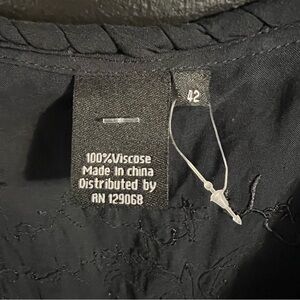 42
100%Viscose
Made In china
Distributed by
RN 129068